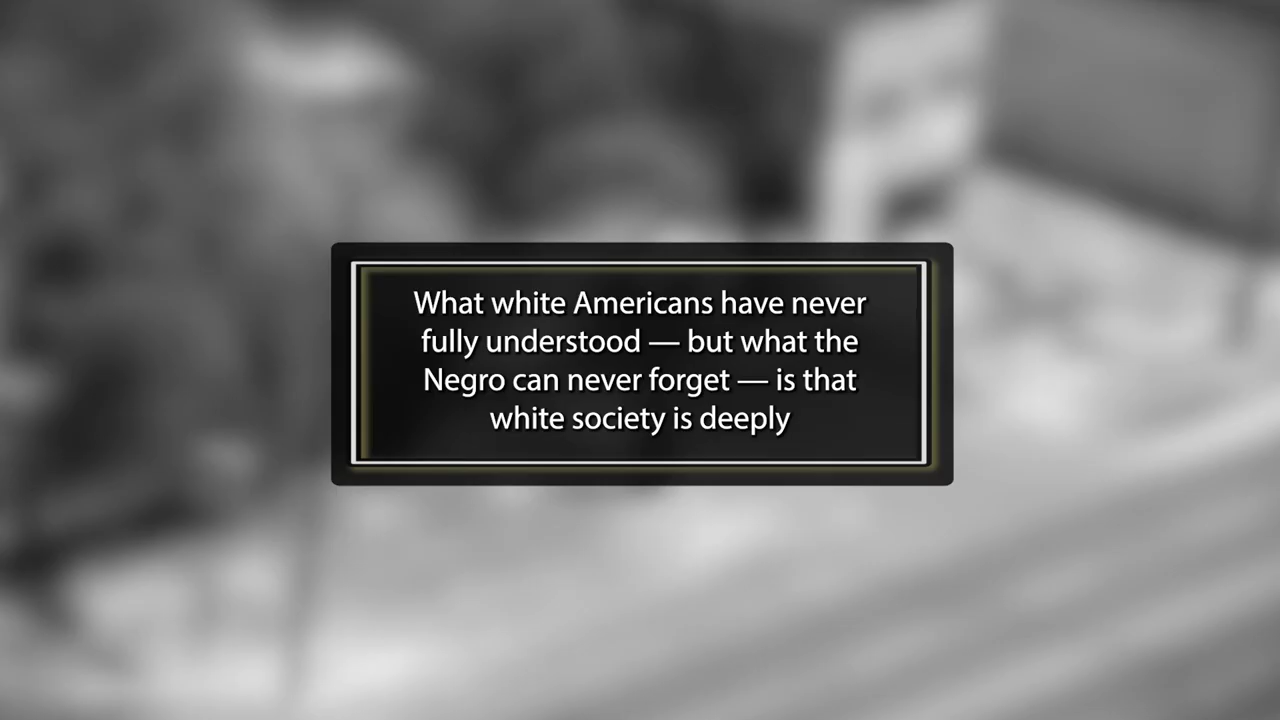 What white Americans have never
fully understood — but what the
Negro can never forget — is that
white society is deeply